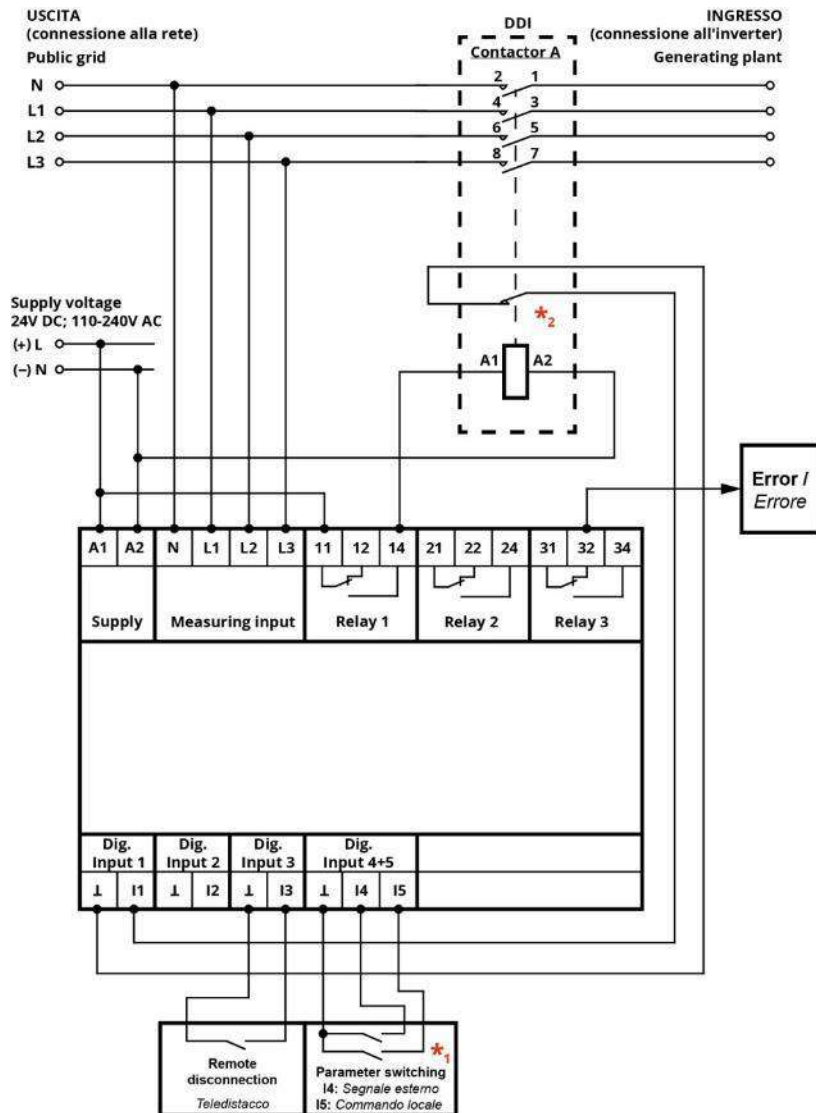 USCITA
(connessione alla rete)
Public grid
DDI
Contactor A
INGRESSO
(connessione all'inverter)
Generating plant
N
2 1
L1
4 3
L2
6 5
L3
8 7
Supply voltage
24V DC; 110-240V AC
(+) L
(−) N
*2
A1 A2
Error /
Errore
A1 A2 N L1 L2 L3 11 12 14 21 22 24 31 32 34
Supply Measuring input Relay 1 Relay 2 Relay 3
Dig.
Input 1
Dig.
Input 2
Dig.
Input 3
Dig.
Input 4+5
⊥ I1 ⊥ I2 ⊥ I3 ⊥ I4 I5
Remote
disconnection
Teledistacco
*1
Parameter switching
I4: Segnale esterno
I5: Commando locale